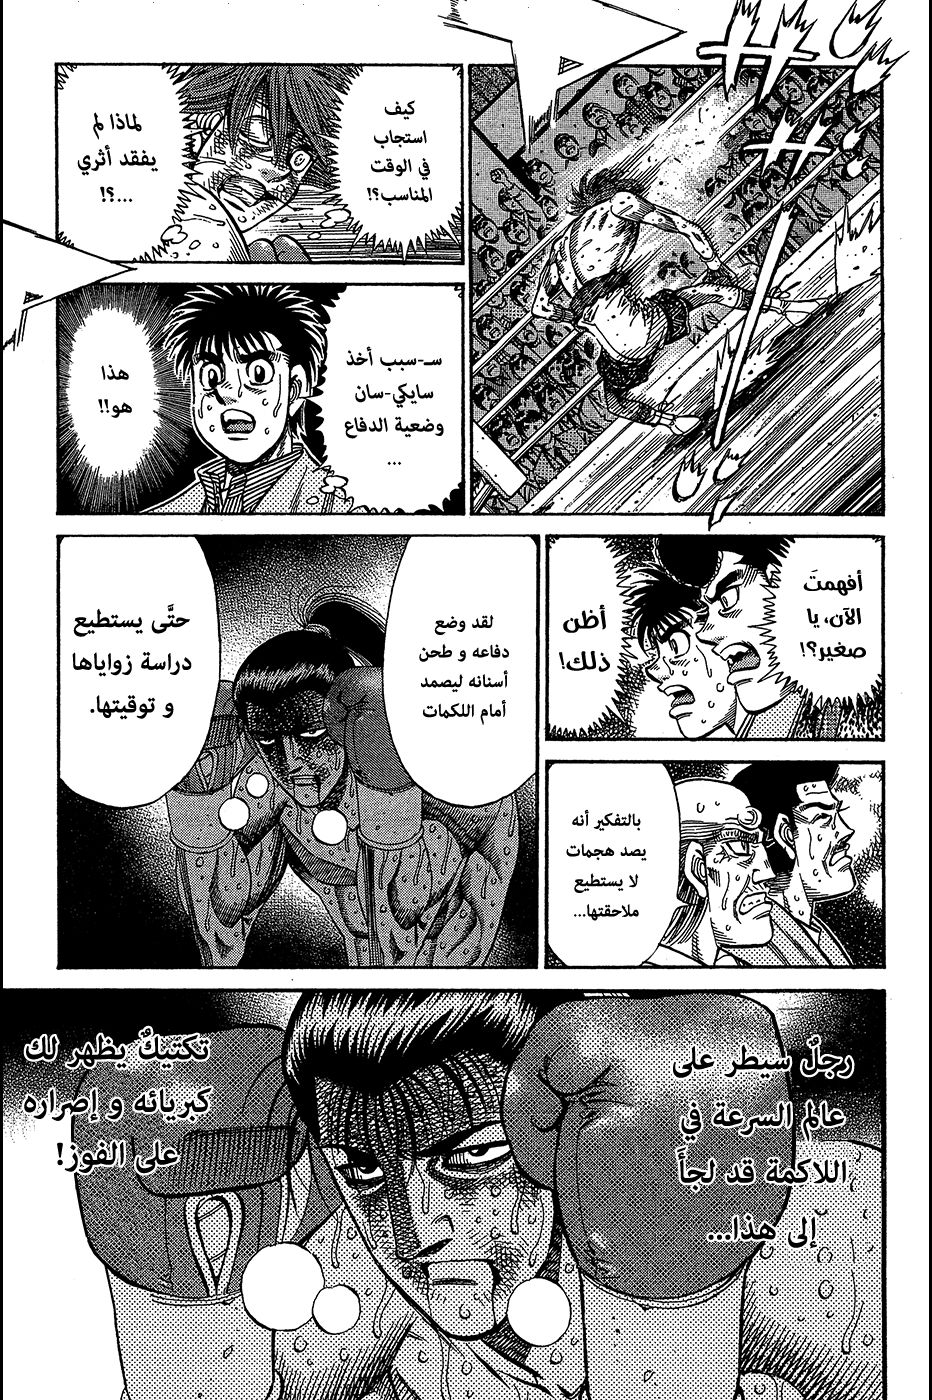 كيف
استجاب
في الوقت
المناسب؟!
لماذا لم
يفقد أثري
...؟!
سـ-سبب أخذ
سايكي-سان
وضعية الدفاع
...
هذا
هو!!
أفهمتَ
الآن، يا
صغير؟!
أظن
ذلك!
بالتفكير أنه
يصد هجمات
لا يستطيع
ملاحقتها...
لقد وضع
دفاعه و طحن
أسنانه ليصمد
أمام اللكمات
حتَّى يستطيع
دراسة زواياها
و توقيتها.
رجلٌ سيطر على
عالم السرعة في
اللاكمة قد لجأَ
إلى هذا...
تكتيكٌ يظهر لك
كبريائه و إصراره
على الفوز!